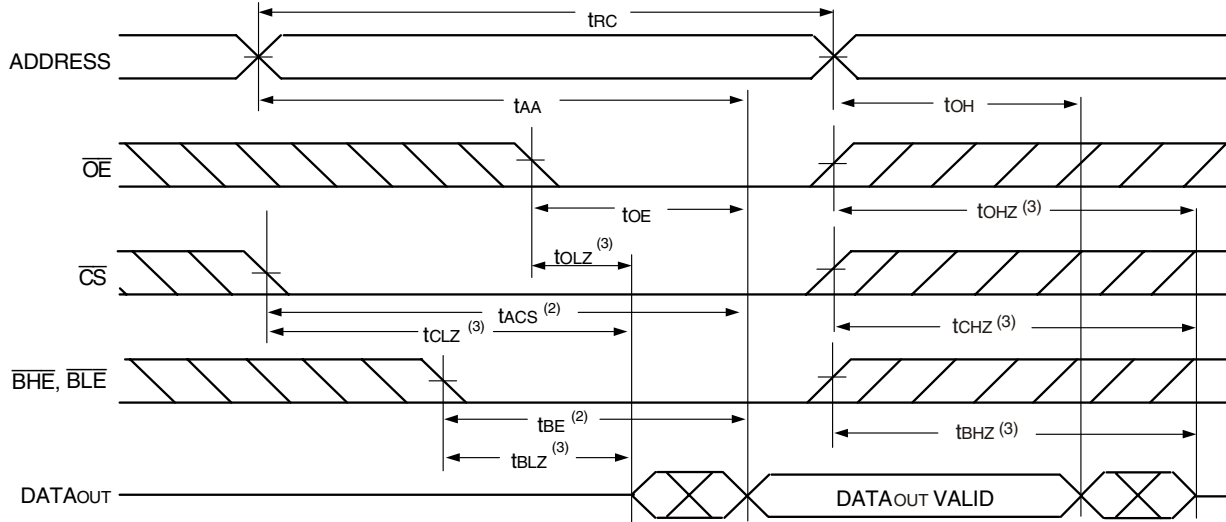 tRC
ADDRESS
tAA
tOH
OE
tOE
tOHZ (3)
tOLZ (3)
CS
tACS (2)
tCLZ (3)
tCHZ (3)
BHE, BLE
tBE (2)
tBHZ (3)
tBLZ (3)
DATAOUT
DATAOUT VALID